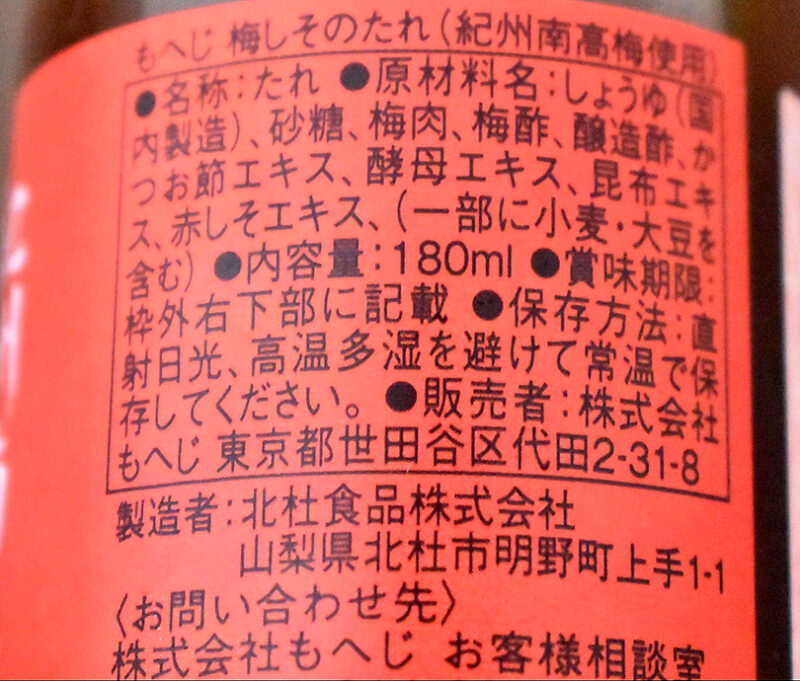 もへじ 梅しそのたれ(紀州南高梅使用)
●名称:たれ ●原材料名:しょうゆ(国
内製造)、砂糖、梅肉、梅酢、醸造酢、か
つお節エキス、酵母エキス、昆布エキ
ス、赤しそエキス、(一部に小麦・大豆を
含む) ●内容量:180ml ●賞味期限:
枠外右下部に記載 ●保存方法:直
射日光、高温多湿を避けて常温で保
存してください。 ●販売者:株式会社
もへじ 東京都世田谷区代田2-31-8
製造者:北杜食品株式会社
山梨県北杜市明野町上手1-1
〈お問い合わせ先〉
株式会社もへじ お客様相談室